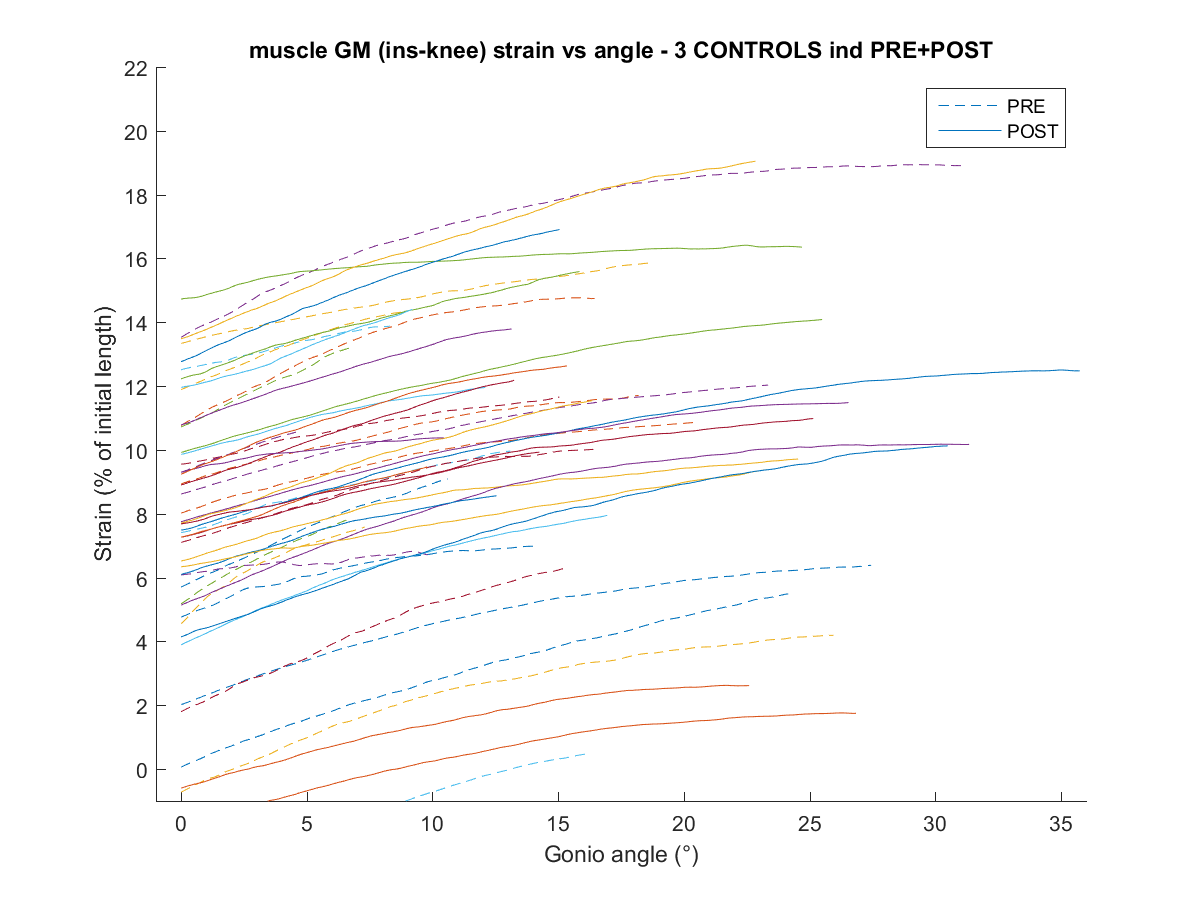 muscle GM (ins-knee) strain vs angle - 3 CONTROLS ind PRE+POST
22
20
18
16
14
12
10
8
6
4
2
0
Strain (% of initial length)
PRE
POST
0 5 10 15 20 25 30 35
Gonio angle (°)